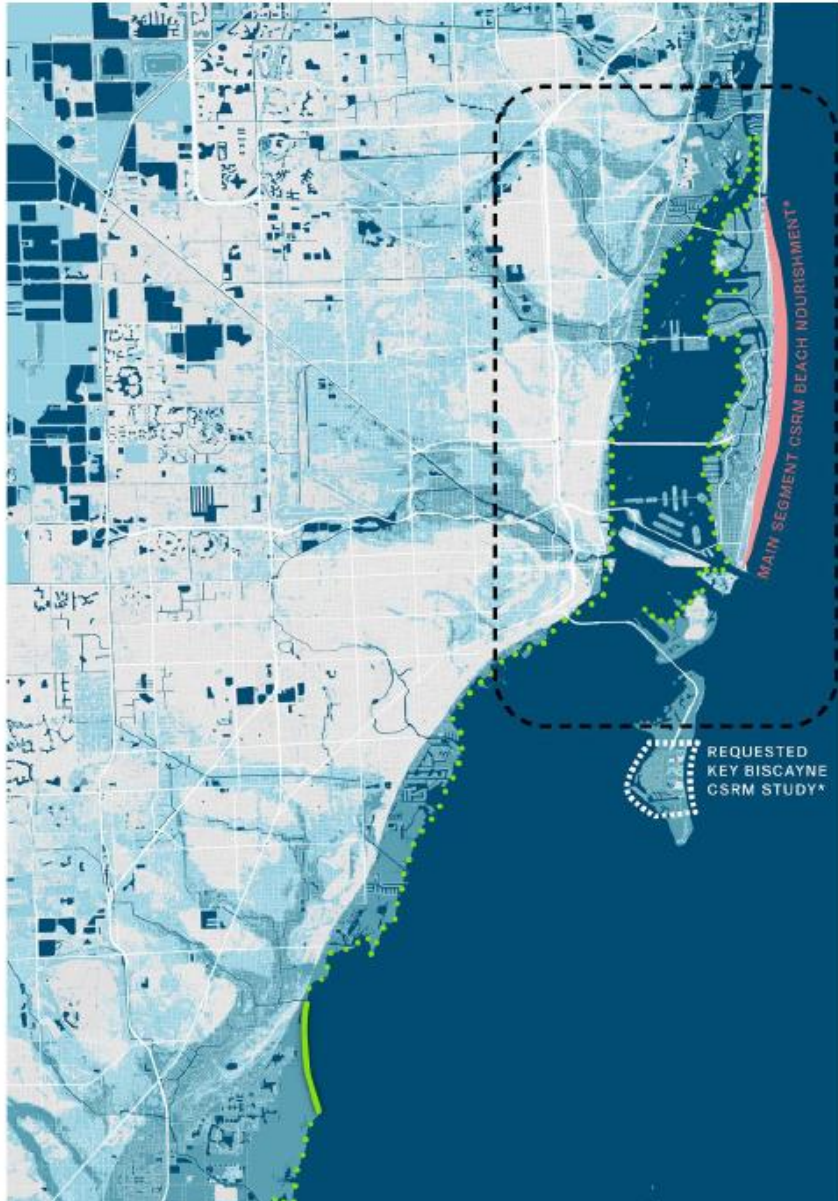 MAIN SEGMENT CSRM BEACH NOURISHMENT*
REQUESTED
KEY BISCAYNE
CSRM STUDY*